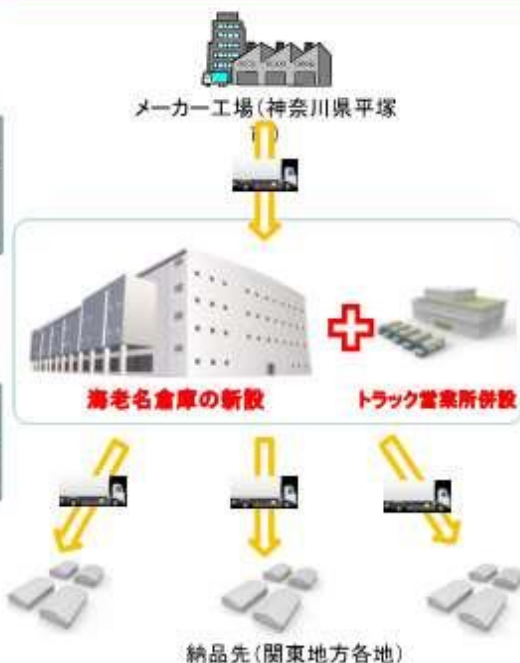 メーカー工場(神奈川県平塚
)
海老名倉庫の新設
トラック営業所併設
納品先(関東地方各地)